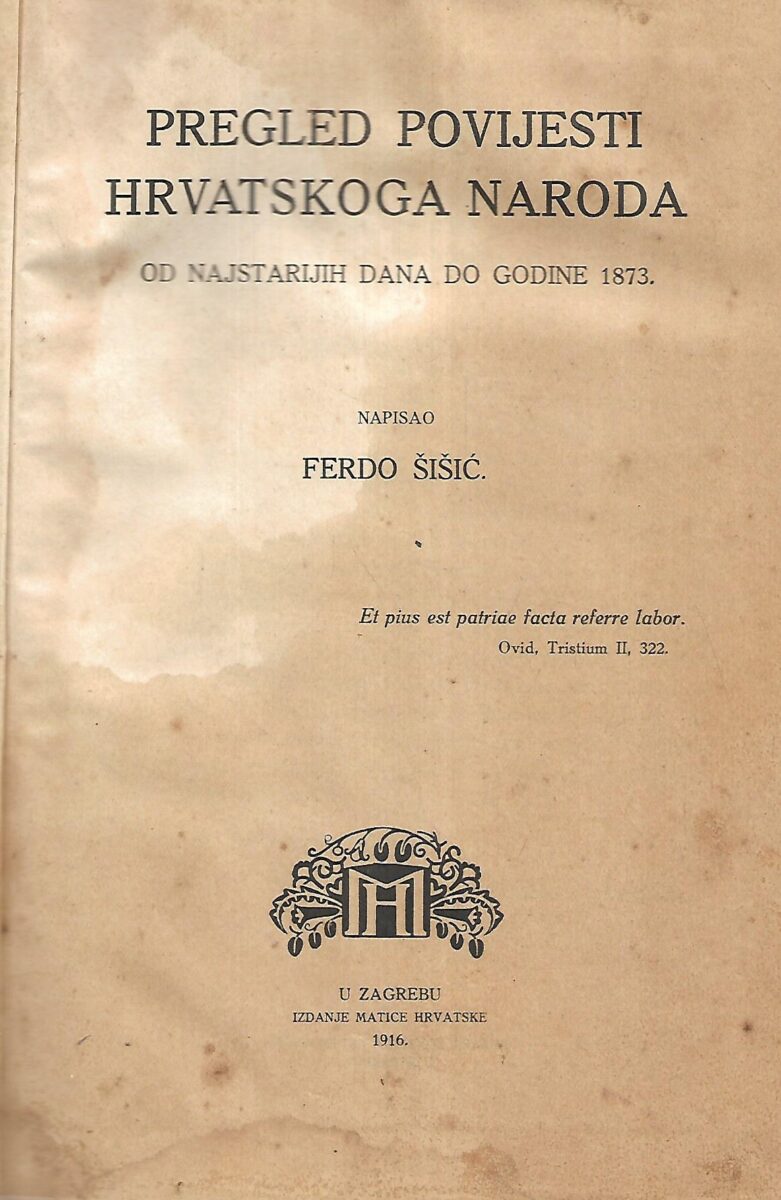 PREGLED POVIJESTI
HRVATSKOGA NARODA
OD NAJSTARIJIH DANA DO GODINE 1873.
NAPISAO
FERDO ŠIŠIĆ.
Et pius est patriae facta referre labor.
Ovid, Tristium II, 322.
MH
U ZAGREBU
IZDANJE MATICE HRVATSKE
1916.